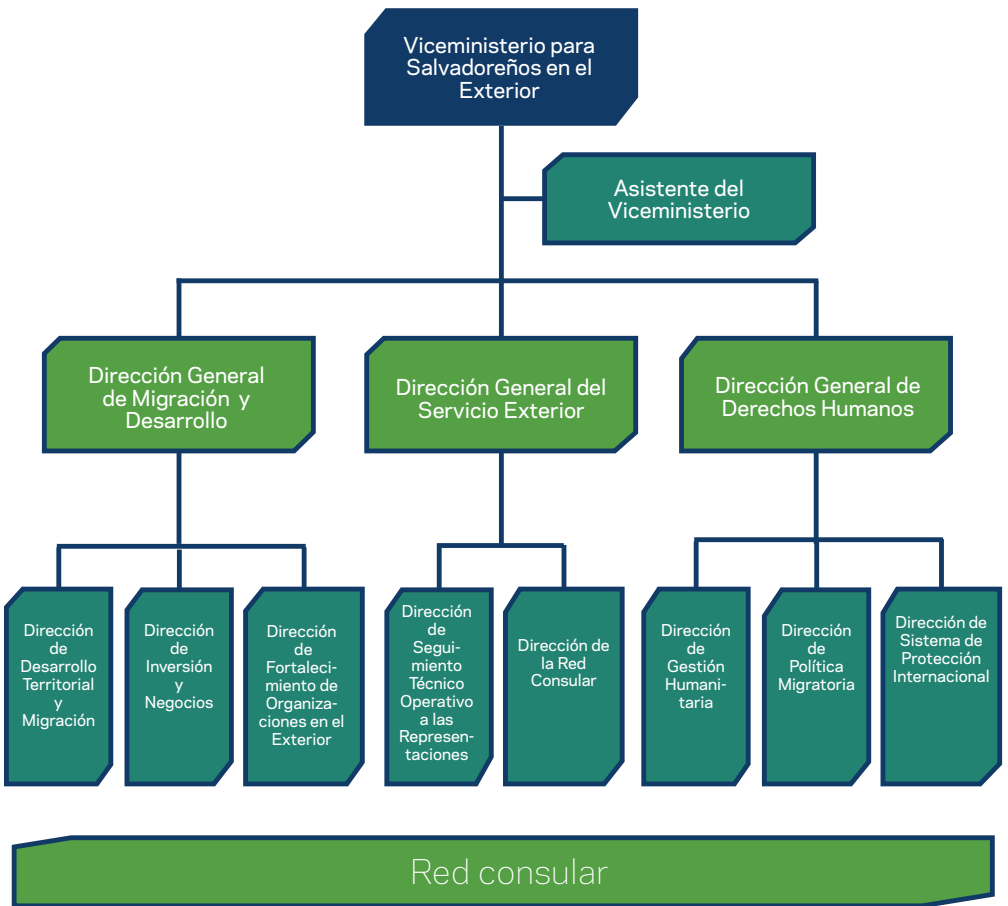 Viceministerio para
Salvadoreños en el
Exterior
Asistente del
Viceministerio
Dirección General
de Migración y
Desarrollo
Dirección General del
Servicio Exterior
Dirección General de
Derechos Humanos
Dirección
de
Desarrollo
Territorial
y
Migración
Dirección
de
Inversión
y
Negocios
Dirección
de
Fortaleci-
miento de
Organiza-
ciones en el
Exterior
Dirección
de
Segui-
miento
Técnico
Operativo
a las
Represen-
taciones
Dirección de
la Red
Consular
Dirección
de
Gestión
Humani-
taria
Dirección
de
Política
Migratoria
Dirección de
Sistema de
Protección
Internacional
Red consular